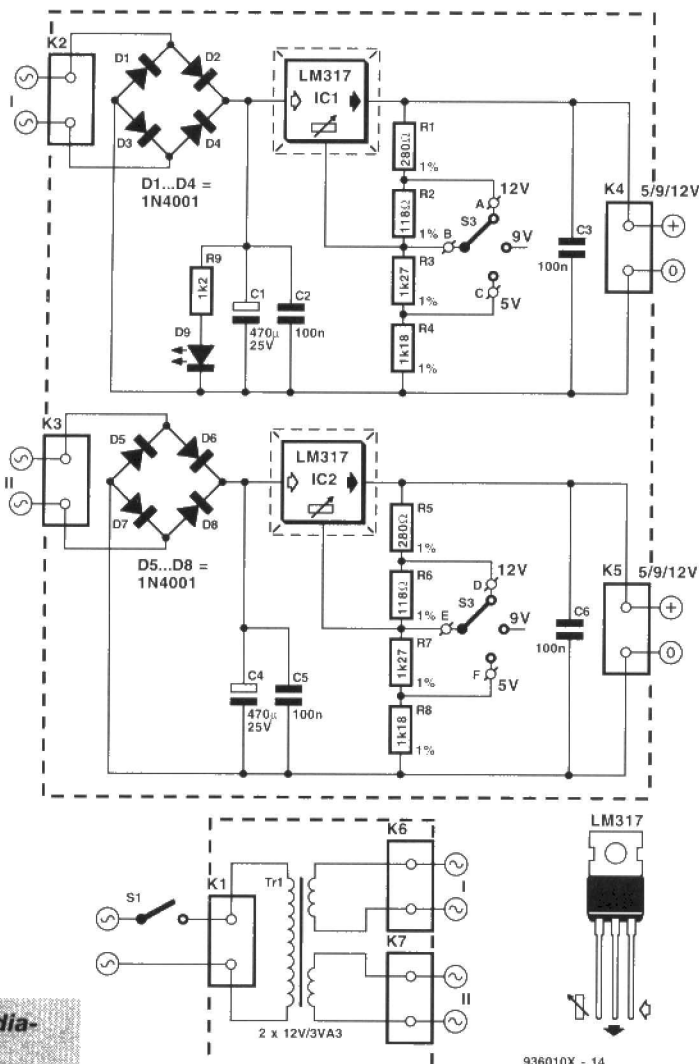 K2
D1
D2
D3
D4
I
D1...D4 =
1N4001
LM317
IC1
R1
280Ω
1%
R2
118Ω
1%
R3
1k27
1%
R4
1k18
1%
A
12V
S3
B
9V
C
5V
R9
1k2
D9
C1
470µ
25V
C2
100n
C3
100n
K4
5/9/12V
+
0
K3
D5
D6
D7
D8
II
D5...D8 =
1N4001
LM317
IC2
R5
280Ω
1%
R6
118Ω
1%
R7
1k27
1%
R8
1k18
1%
D
12V
S3
E
9V
F
5V
C4
470µ
25V
C5
100n
C6
100n
K5
5/9/12V
+
0
S1
K1
Tr1
2 x 12V/3VA3
K6
I
K7
II
LM317
dia-
936010X - 14